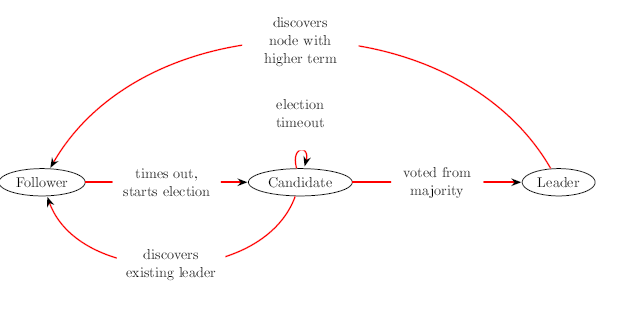 discovers
node with
higher term
election
timeout
Follower
times out,
starts election
Candidate
voted from
majority
Leader
discovers
existing leader